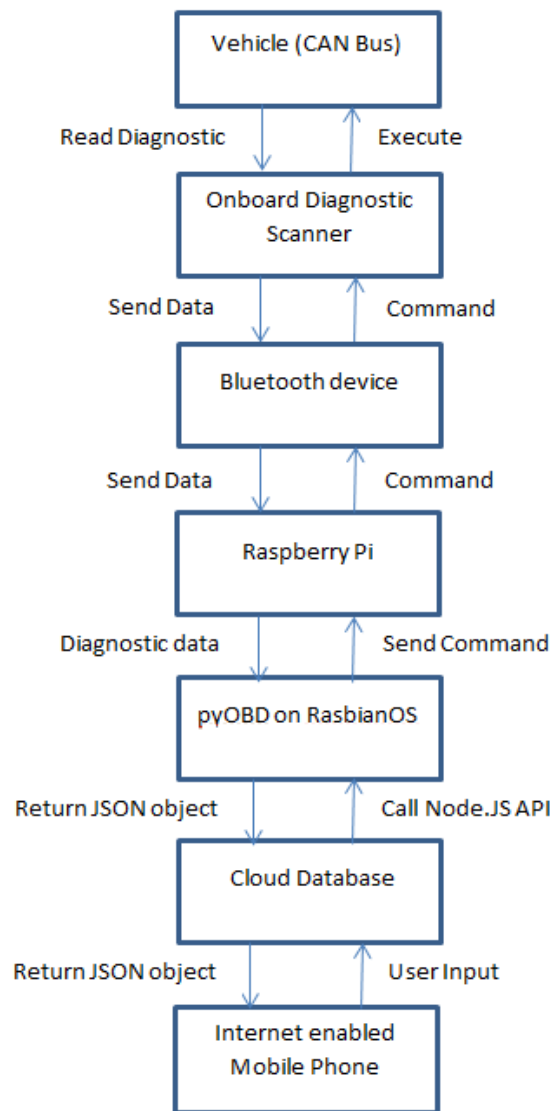 Vehicle (CAN Bus)
Read Diagnostic
Execute
Onboard Diagnostic
Scanner
Send Data
Command
Bluetooth device
Send Data
Command
Raspberry Pi
Diagnostic data
Send Command
pyOBD on RasbianOS
Return JSON object
Call Node.JS API
Cloud Database
Return JSON object
User Input
Internet enabled
Mobile Phone